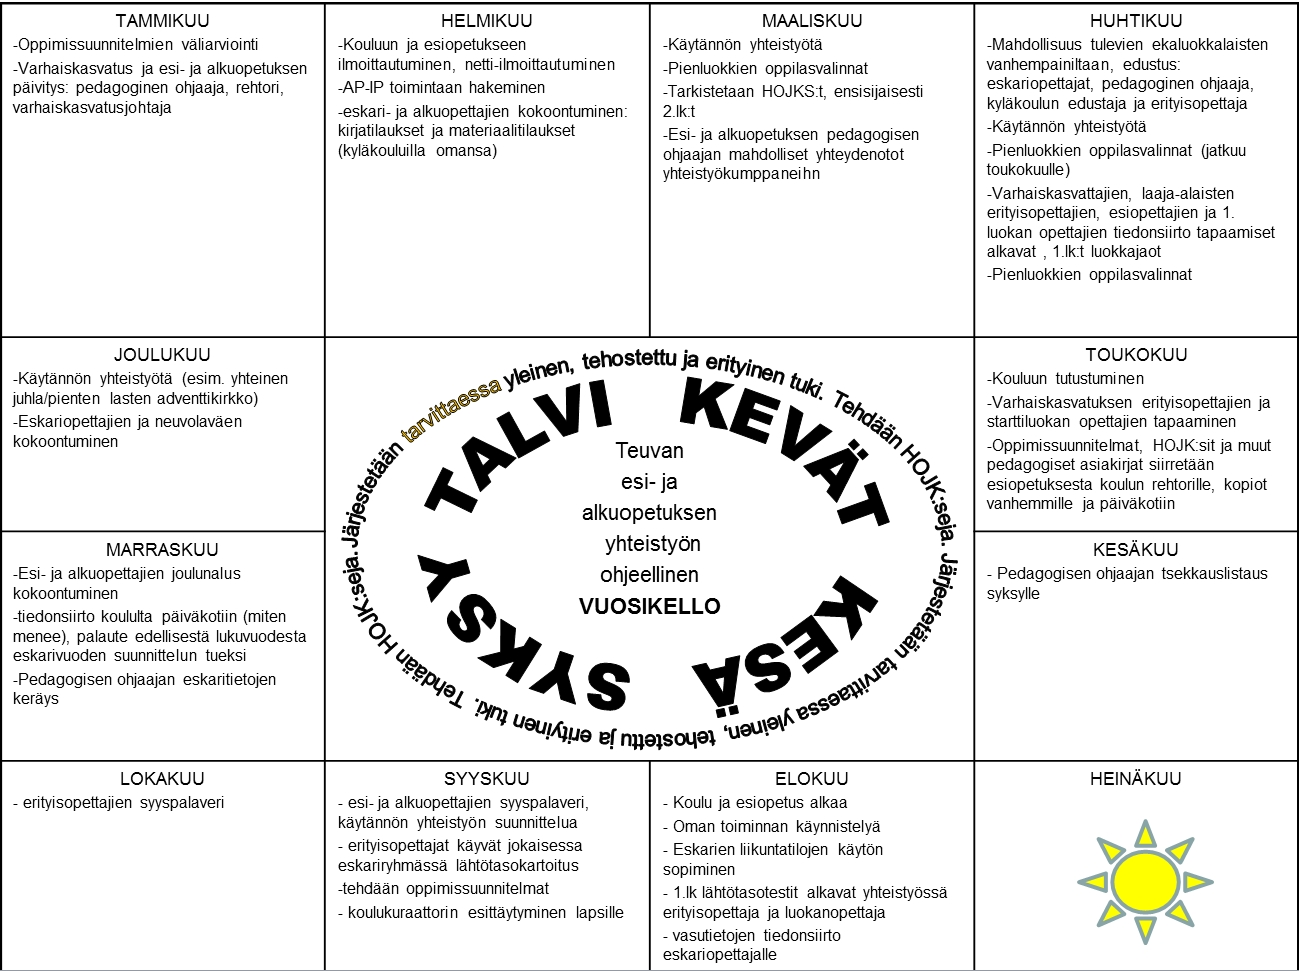 TAMMIKUU
-Oppimissuunnitelmien väliarviointi
-Varhaiskasvatus ja esi- ja alkuopetuksen
päivitys: pedagoginen ohjaaja, rehtori,
varhaiskasvatusjohtaja
HELMIKUU
-Kouluun ja esiopetukseen
ilmoittautuminen, netti-ilmoittautuminen
-AP-IP toimintaan hakeminen
-eskari- ja alkuopettajien kokoontuminen:
kirjatilaukset ja materiaalitilaukset
(kyläkouluilla omansa)
MAALISKUU
-Käytännön yhteistyötä
-Pienluokkien oppilasvalinnat
-Tarkistetaan HOJKS:t, ensisijaisesti
2.lk:t
-Esi- ja alkuopetuksen pedagogisen
ohjaajan mahdolliset yhteydenotot
yhteistyökumppaneihn
HUHTIKUU
-Mahdollisuus tulevien ekaluokkalaisten
vanhempainiltaan, edustus:
eskariopettajat, pedagoginen ohjaaja,
kyläkoulun edustaja ja erityisopettaja
-Käytännön yhteistyötä
-Pienluokkien oppilasvalinnat (jatkuu
toukokuulle)
-Varhaiskasvattajien, laaja-alaisten
erityisopettajien, esiopettajien ja 1.
luokan opettajien tiedonsiirto tapaamiset
alkavat , 1.lk:t luokkajaot
-Pienluokkien oppilasvalinnat
JOULUKUU
-Käytännön yhteistyötä (esim. yhteinen
juhla/pienten lasten adventtikirkko)
-Eskariopettajien ja neuvolaväen
kokoontuminen
Järjestetään tarvittaessa yleinen, tehostettu ja erityinen tuki. Tehdään HOJK:seja. Järjestetään tarvittaessa yleinen, tehostettu ja erityinen tuki. Tehdään HOJK:seja.
TALVI KEVÄT KESÄ SYKSY
Teuvan
esi- ja
alkuopetuksen
yhteistyön
ohjeellinen
VUOSIKELLO
TOUKOKUU
-Kouluun tutustuminen
-Varhaiskasvatuksen erityisopettajien ja
starttiluokan opettajien tapaaminen
-Oppimissuunnitelmat, HOJK:sit ja muut
pedagogiset asiakirjat siirretään
esiopetuksesta koulun rehtorille, kopiot
vanhemmille ja päiväkotiin
MARRASKUU
-Esi- ja alkuopettajien joulunalus
kokoontuminen
-tiedonsiirto koululta päiväkotiin (miten
menee), palaute edellisestä lukuvuodesta
eskarivuoden suunnittelun tueksi
-Pedagogisen ohjaajan eskaritietojen
keräys
KESÄKUU
- Pedagogisen ohjaajan tsekkauslistaus
syksylle
LOKAKUU
- erityisopettajien syyspalaveri
SYYSKUU
- esi- ja alkuopettajien syyspalaveri,
käytännön yhteistyön suunnittelua
- erityisopettajat käyvät jokaisessa
eskariryhmässä lähtötasokartoitus
-tehdään oppimissuunnitelmat
- koulukuraattorin esittäytyminen lapsille
ELOKUU
- Koulu ja esiopetus alkaa
- Oman toiminnan käynnistelyä
- Eskarien liikuntatilojen käytön
sopiminen
- 1.lk lähtötasotestit alkavat yhteistyössä
erityisopettaja ja luokanopettaja
- vasutietojen tiedonsiirto
eskariopettajalle
HEINÄKUU